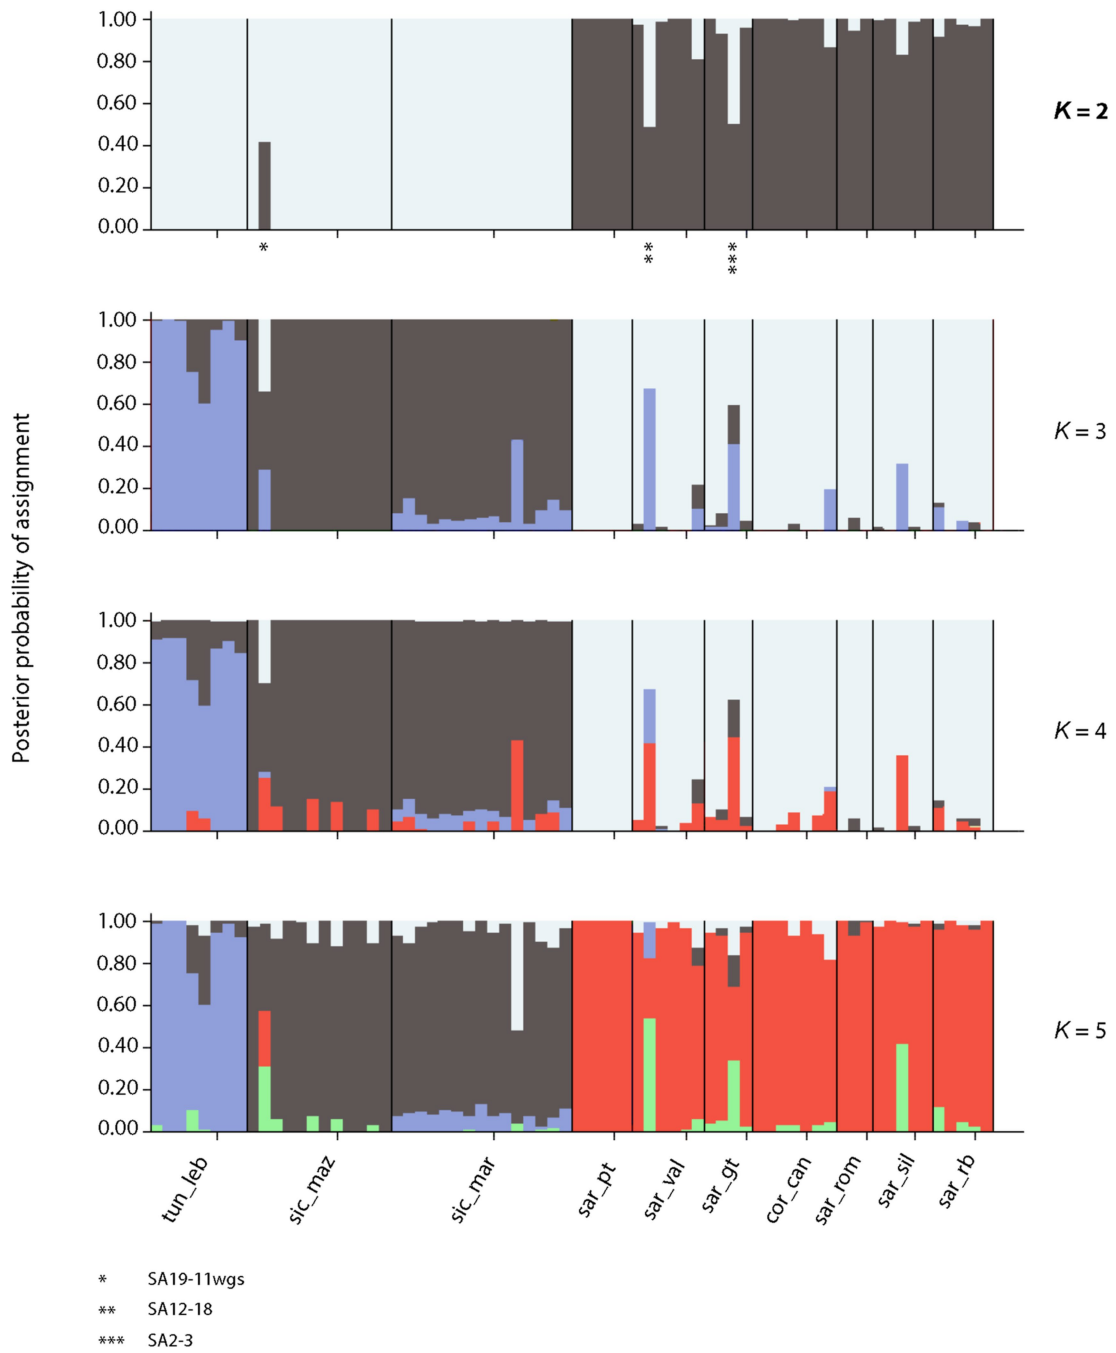 1.00
0.80
0.60
0.40
0.20
0.00
K = 2
*
**
***
1.00
0.80
0.60
0.40
0.20
0.00
K = 3
Posterior probability of assignment
1.00
0.80
0.60
0.40
0.20
0.00
K = 4
1.00
0.80
0.60
0.40
0.20
0.00
K = 5
tun_leb
sic_maz
sic_mar
sar_pt
sar_val
sar_gt
cor_can
sar_rom
sar_sil
sar_rb
* SA19-11wgs
** SA12-18
*** SA2-3